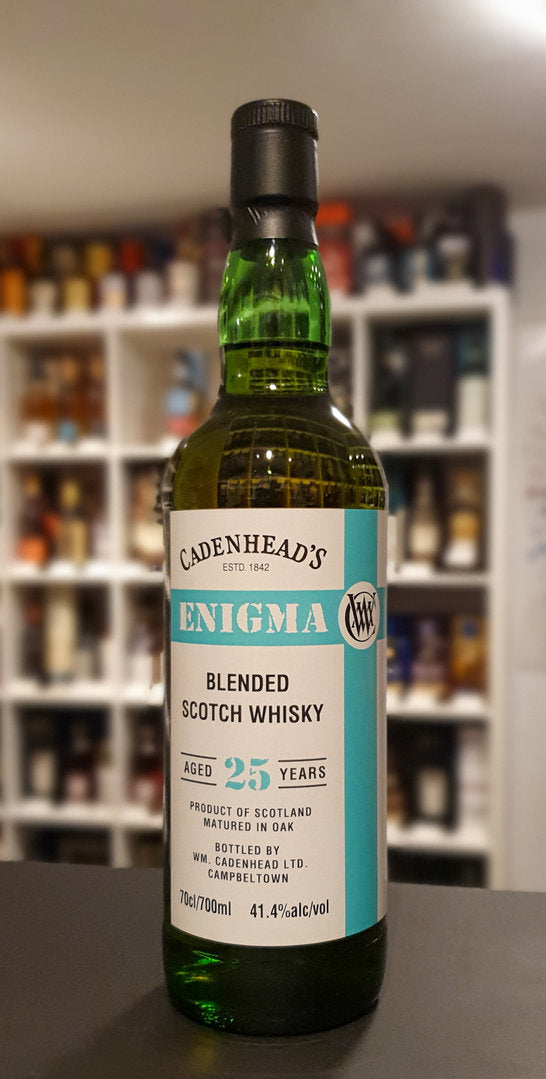 CADENHEAD'S
ESTD. 1842
ENIGMA
BLENDED
SCOTCH WHISKY
AGED 25 YEARS
PRODUCT OF SCOTLAND
MATURED IN OAK
BOTTLED BY
WM. CADENHEAD LTD.
CAMPBELTOWN
70cl/700ml 41.4%alc/vol